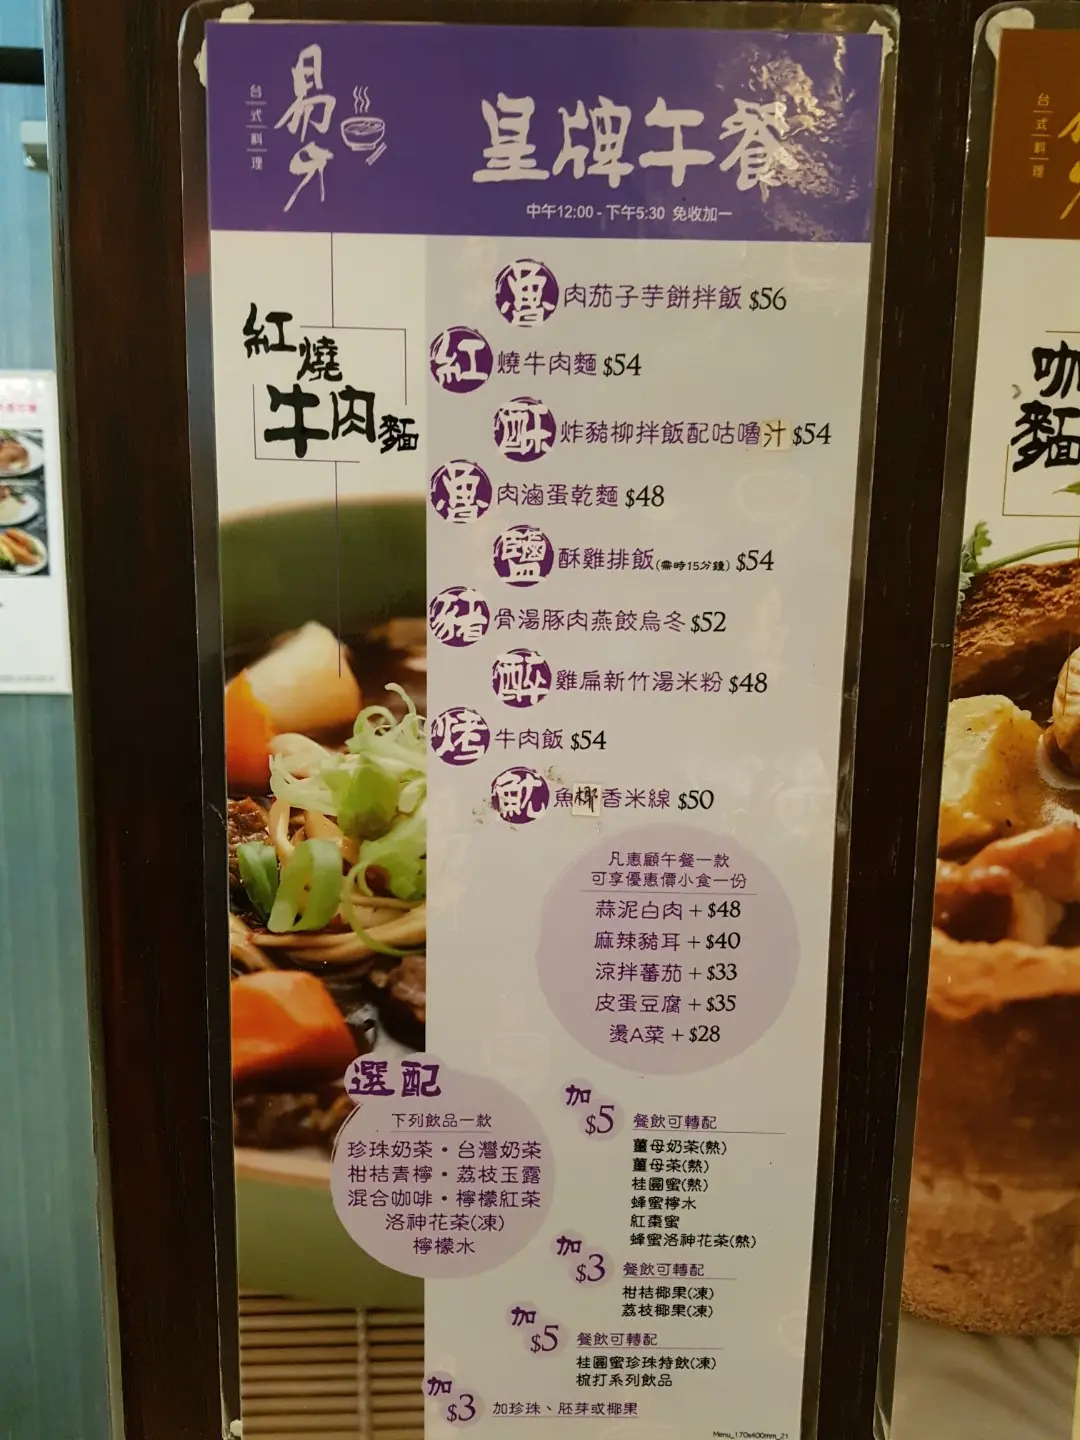 台式料理
易牙
皇牌午餐
中午12:00 - 下午5:30 免收加一
紅燒
牛肉麵
魯肉茄子芋餅拌飯 $56
紅燒牛肉麵 $54
酥炸豬柳拌飯配咕嚕汁 $54
魯肉滷蛋乾麵 $48
鹽酥雞排飯(需時15分鐘) $54
豬骨湯豚肉燕餃烏冬 $52
醉雞扁新竹湯米粉 $48
烤牛肉飯 $54
魷魚椰香米線 $50
凡惠顧午餐一款
可享優惠價小食一份
蒜泥白肉 + $48
麻辣豬耳 + $40
涼拌蕃茄 + $33
皮蛋豆腐 + $35
燙A菜 + $28
選配
下列飲品一款
珍珠奶茶・台灣奶茶
柑桔青檸・荔枝玉露
混合咖啡・檸檬紅茶
洛神花茶(凍)
檸檬水
加$5 餐飲可轉配
薑母奶茶(熱)
薑母茶(熱)
桂圓蜜(熱)
蜂蜜檸水
紅棗蜜
蜂蜜洛神花茶(熱)
加$3 餐飲可轉配
柑桔椰果(凍)
荔枝椰果(凍)
加$5 餐飲可轉配
桂圓蜜珍珠特飲(凍)
梳打系列飲品
加$3 加珍珠、胚芽或椰果
Menu_170x400mm_21
台式料理
咖
麵